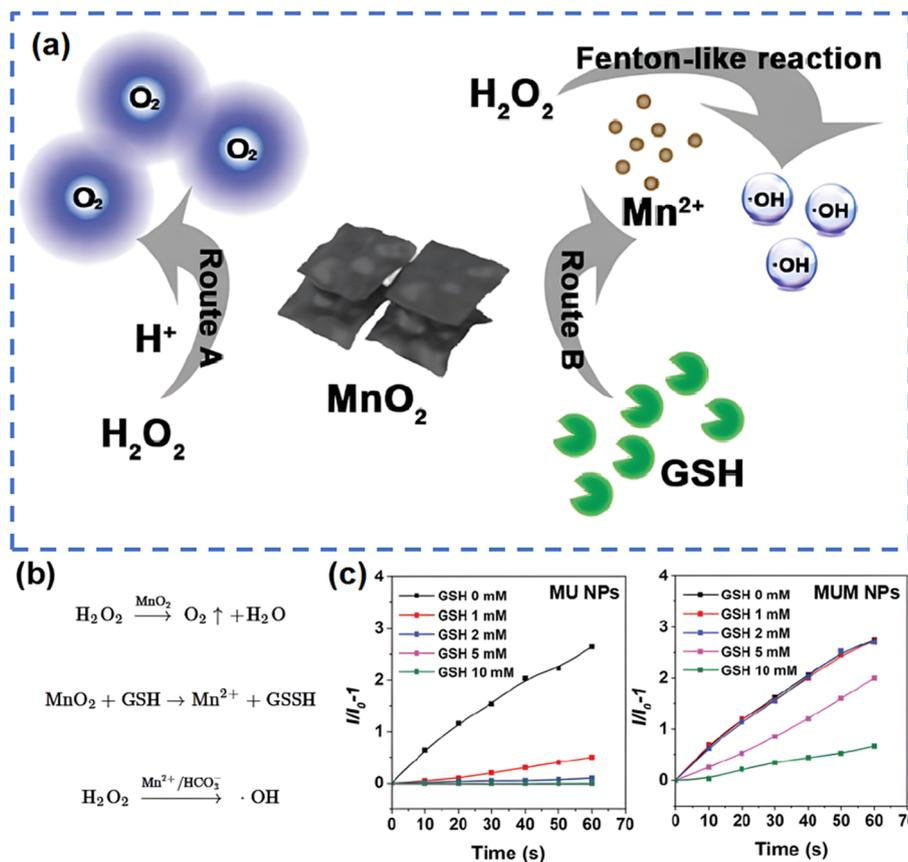 (a)
O₂
O₂
O₂
H₂O₂
Fenton-like reaction
Mn²⁺
·OH
·OH
·OH
Route A
H⁺
H₂O₂
MnO₂
Route B
GSH
(b)
H₂O₂ MnO₂ → O₂ ↑ + H₂O
MnO₂ + GSH → Mn²⁺ + GSSH
H₂O₂ Mn²⁺/HCO₃⁻ → · OH
(c)
MU NPs
GSH 0 mM
GSH 1 mM
GSH 2 mM
GSH 5 mM
GSH 10 mM
I/I₀-1
4
3
2
1
0
0 10 20 30 40 50 60 70
Time (s)
MUM NPs
GSH 0 mM
GSH 1 mM
GSH 2 mM
GSH 5 mM
GSH 10 mM
I/I₀-1
4
3
2
1
0
0 10 20 30 40 50 60 70
Time (s)